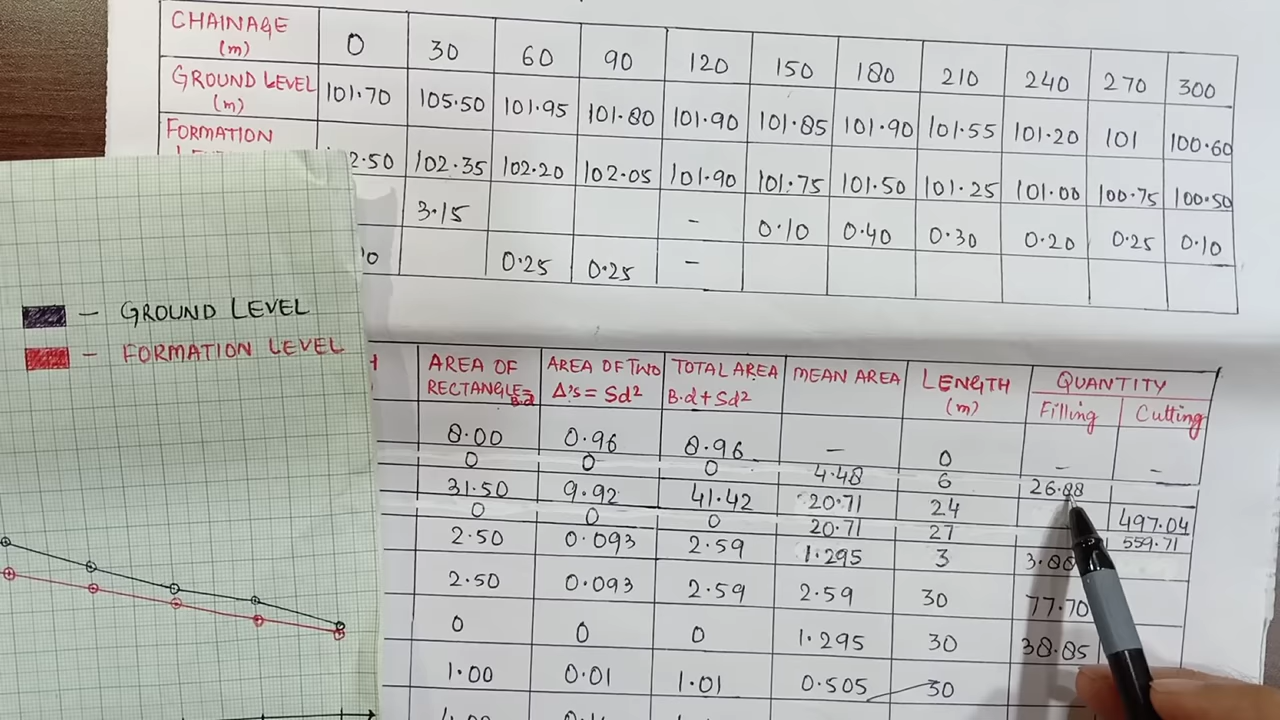 CHAINAGE (m) 0 30 60 90 120 150 180 210 240 270 300
GROUND LEVEL (m) 101.70 105.50 101.95 101.80 101.90 101.85 101.90 101.55 101.20 101 100.60
FORMATION 2.50 102.35 102.20 102.05 101.90 101.75 101.50 101.25 101.00 100.75 100.50
3.15 - 0.10 0.40 0.30 0.20 0.25 0.10
0 0.25 0.25 -
- GROUND LEVEL
- FORMATION LEVEL
AREA OF RECTANGLE= B.d AREA OF TWO Δ'S = Sd² TOTAL AREA B.d + Sd² MEAN AREA LENGTH (m) QUANTITY
Filling Cutting
8.00 0.96 8.96 - 0 - -
0 0 0 4.48 6 26.88
31.50 9.92 41.42 20.71 24 497.04
0 0 0 20.71 27 559.71
2.50 0.093 2.59 1.295 3
2.50 0.093 2.59 2.59 30 77.70
0 0 0 1.295 30 38.85
1.00 0.01 1.01 0.505 30